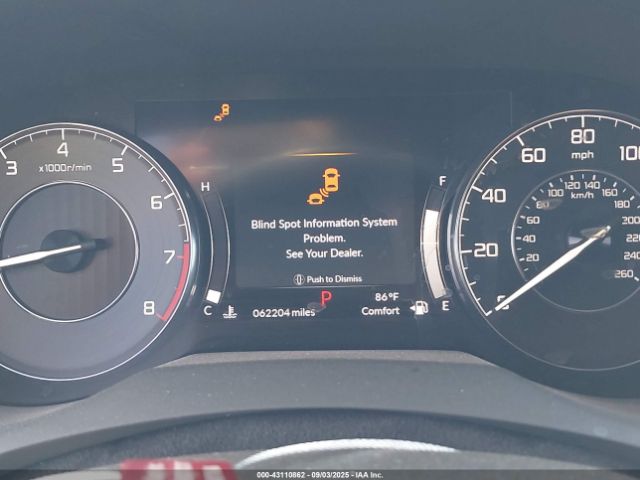 3 4 5 6 7 8
x1000r/min
H
C
Blind Spot Information System
Problem.
See Your Dealer.
Push to Dismiss
062204 miles
P
86°F
Comfort
F
E
0 20 40 60 80 100
mph
20 40 60 80 100 120 140 160 180 200 220 240 260
km/h
000-43110862 - 09/03/2025 - IAA Inc.